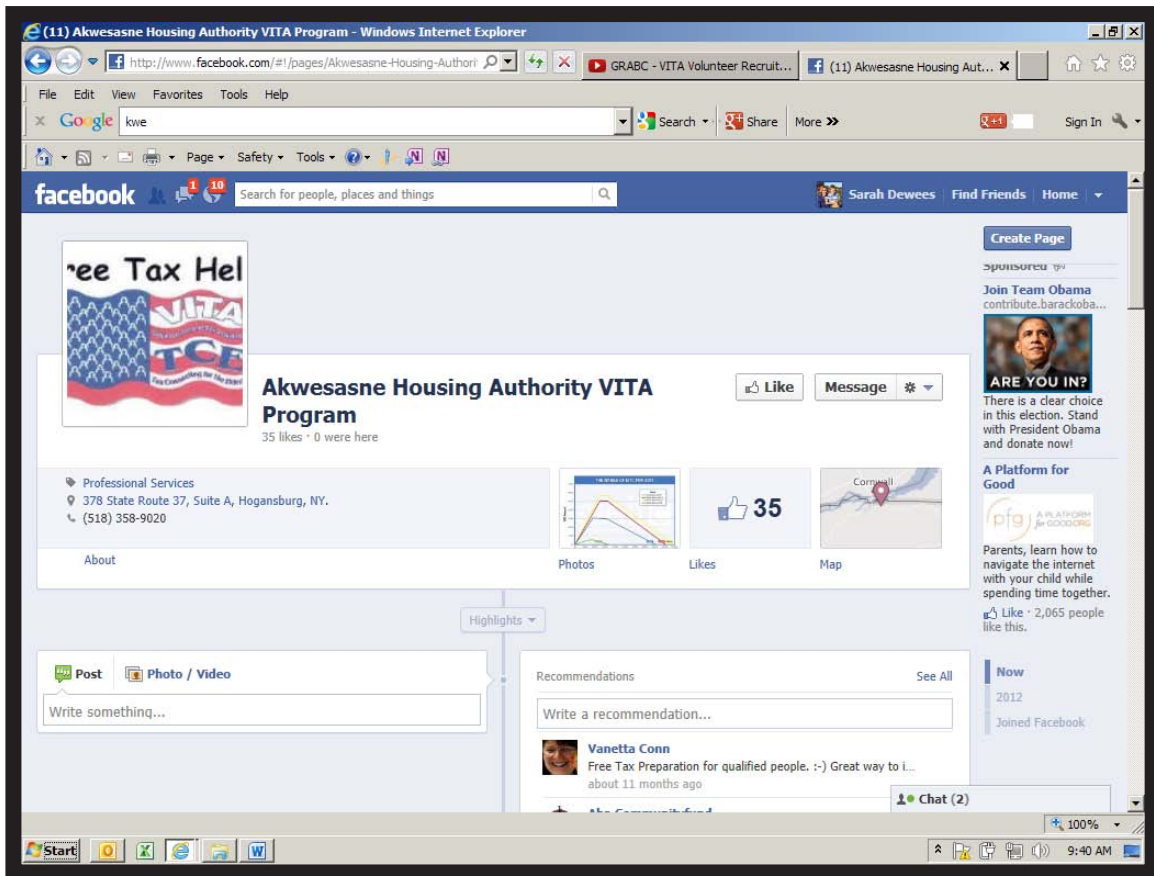 (11) Akwesasne Housing Authority VITA Program - Windows Internet Explorer
http://www.facebook.com/#!/pages/Akwesasne-Housing-Authori
GRABC - VITA Volunteer Recruit...
(11) Akwesasne Housing Aut... X
File Edit View Favorites Tools Help
x Google kwe Search Share More >> +1 Sign In
Page Safety Tools
facebook 1 10 Search for people, places and things Sarah Dewees Find Friends Home
Create Page
Sponsored
ree Tax Hel
VITA
TCE
Akwesasne Housing Authority VITA
Program
35 likes · 0 were here
Like Message
Professional Services
378 State Route 37, Suite A, Hogansburg, NY.
(518) 358-9020
About
35
Cornwall
Photos Likes Map
Highlights
Post Photo / Video
Write something...
Recommendations See All
Write a recommendation...
Vanetta Conn
Free Tax Preparation for qualified people. :-) Great way to i...
about 11 months ago
Join Team Obama
contribute.barackoba...
ARE YOU IN?
There is a clear choice
in this election. Stand
with President Obama
and donate now!
A Platform for
Good
pfg A PLATFORM
for GOOD.ORG
Parents, learn how to
navigate the internet
with your child while
spending time together.
Like · 2,065 people
like this.
Now
2012
Joined Facebook
Chat (2)
100%
Start 9:40 AM